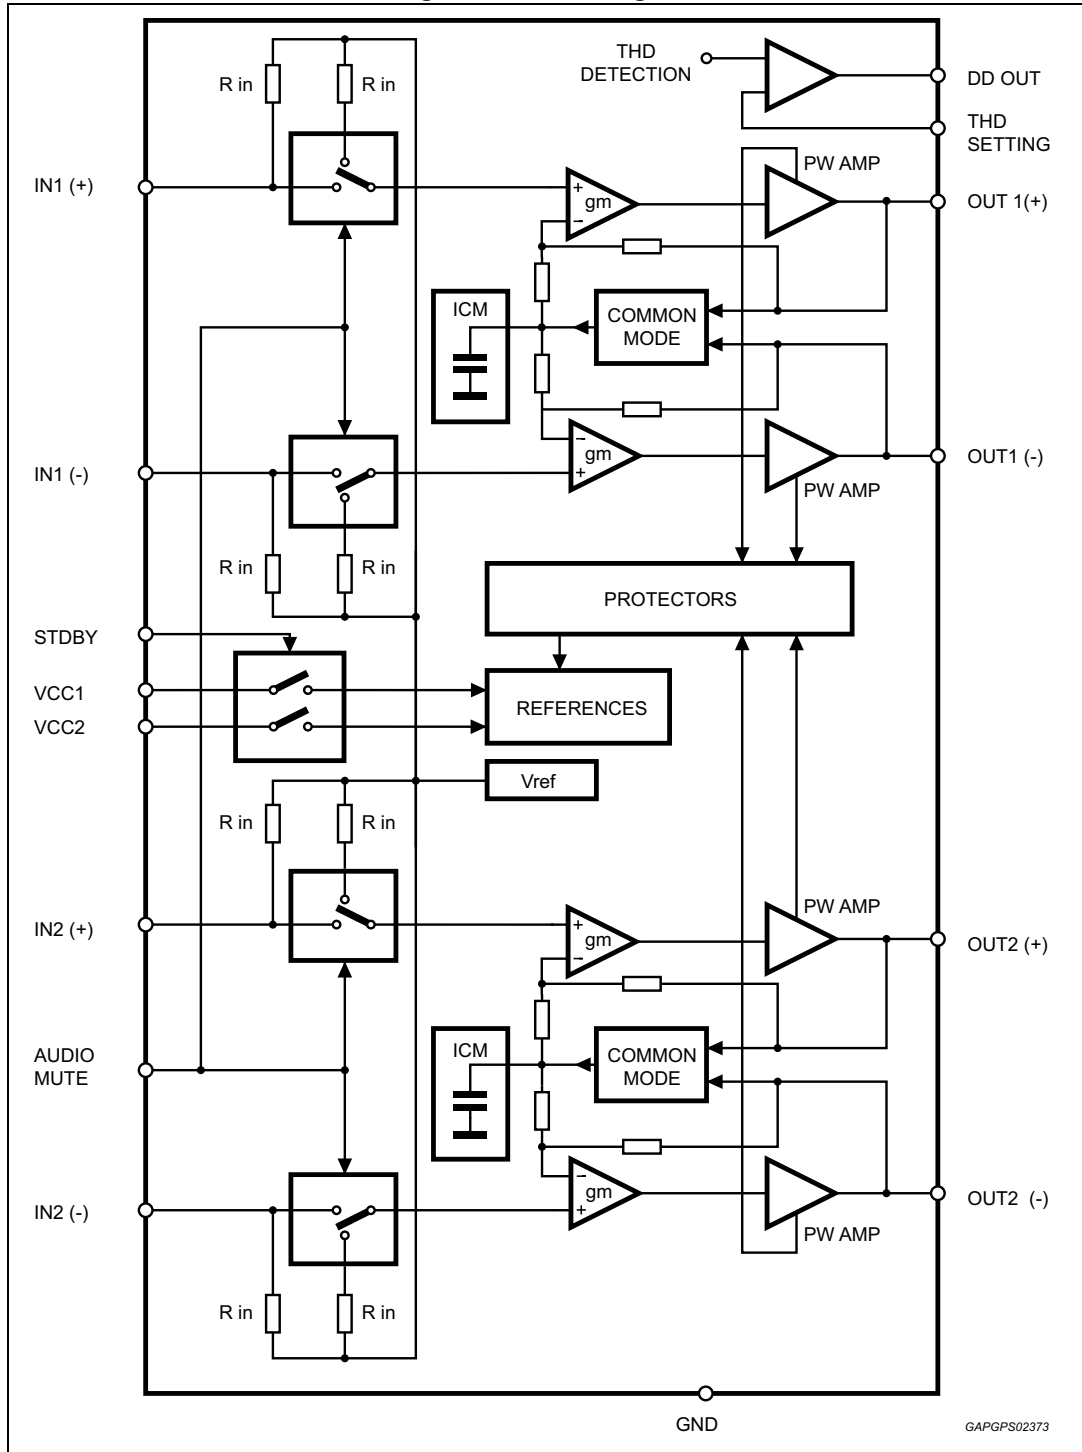 THD
DETECTION
DD OUT
THD
SETTING
R in
R in
PW AMP
IN1 (+)
+
gm
−
OUT 1(+)
ICM
COMMON
MODE
IN1 (-)
−
gm
+
OUT1 (-)
PW AMP
R in
R in
PROTECTORS
STDBY
VCC1
VCC2
REFERENCES
Vref
R in
R in
PW AMP
IN2 (+)
+
gm
−
OUT2 (+)
AUDIO
MUTE
ICM
COMMON
MODE
IN2 (-)
−
gm
+
OUT2 (-)
PW AMP
R in
R in
GND
GAPGPS02373